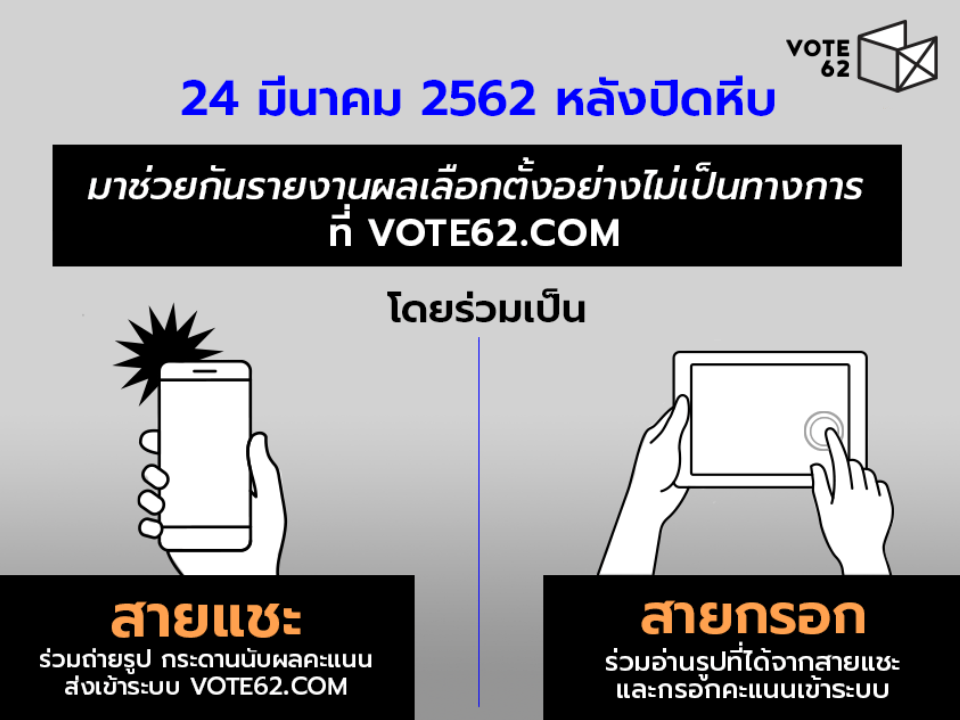 VOTE
62
24 มีนาคม 2562 หลังปิดหีบ
มาช่วยกันรายงานผลเลือกตั้งอย่างไม่เป็นทางการ
ที่ VOTE62.COM
โดยร่วมเป็น
สายแชะ
ร่วมถ่ายรูป กระดานนับผลคะแนน
ส่งเข้าระบบ VOTE62.COM
สายกรอก
ร่วมอ่านรูปที่ได้จากสายแชะ
และกรอกคะแนนเข้าระบบ